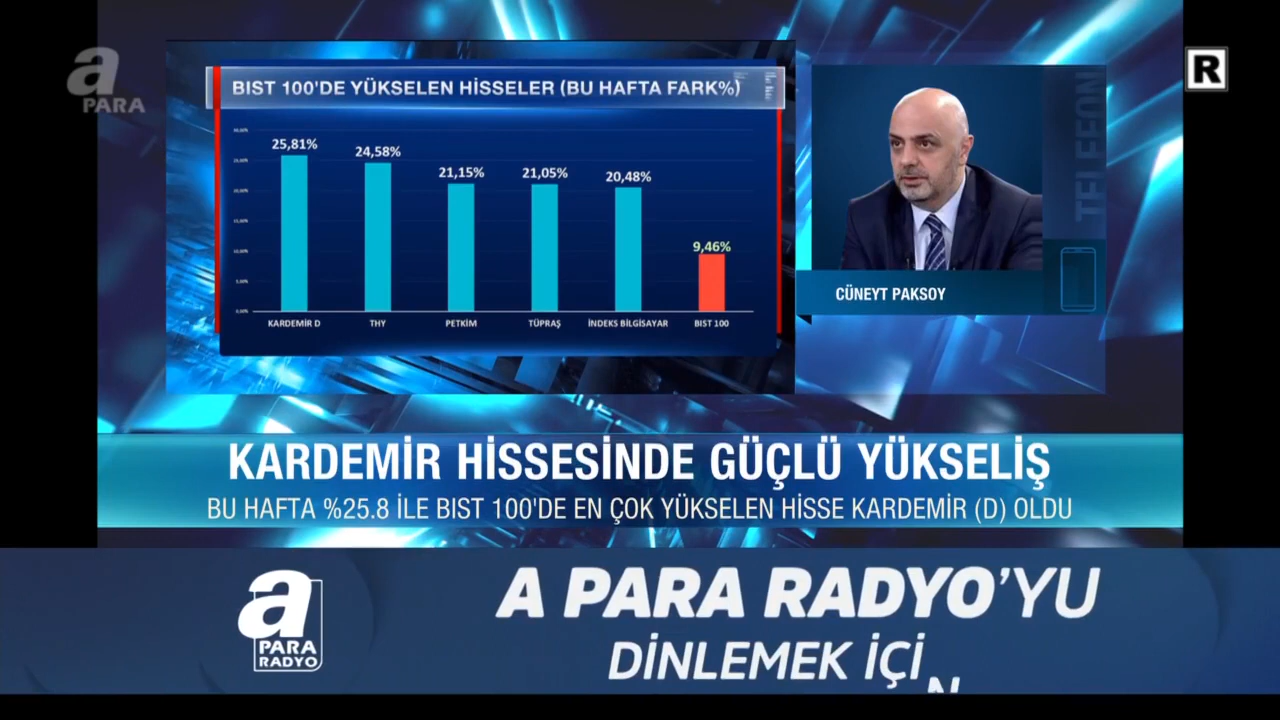 a
PARA
R
BIST 100'DE YÜKSELEN HİSSELER (BU HAFTA FARK%)
25,81%
24,58%
21,15%
21,05%
20,48%
9,46%
KARDEMİR D
THY
PETKİM
TÜPRAŞ
İNDEKS BİLGİSAYAR
BIST 100
TELEFON
CÜNEYT PAKSOY
KARDEMİR HİSSESİNDE GÜÇLÜ YÜKSELİŞ
BU HAFTA %25.8 İLE BIST 100'DE EN ÇOK YÜKSELEN HİSSE KARDEMİR (D) OLDU
a
PARA
RADYO
A PARA RADYO'YU
DİNLEMEK İÇİN